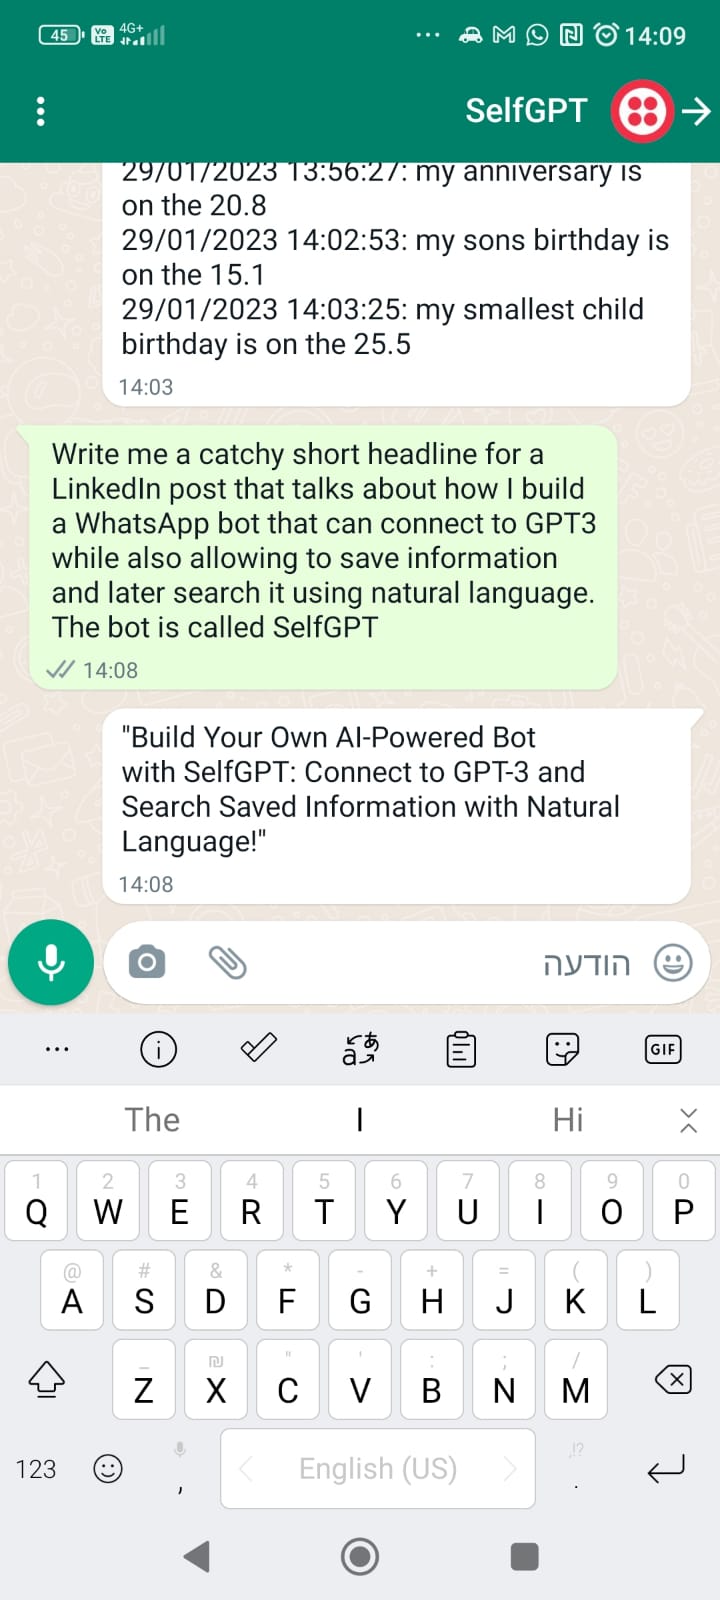 45 Vo LTE 4G+ ... 14:09
SelfGPT
29/01/2023 13:56:27: my anniversary is
on the 20.8
29/01/2023 14:02:53: my sons birthday is
on the 15.1
29/01/2023 14:03:25: my smallest child
birthday is on the 25.5
14:03
Write me a catchy short headline for a
LinkedIn post that talks about how I build
a WhatsApp bot that can connect to GPT3
while also allowing to save information
and later search it using natural language.
The bot is called SelfGPT
14:08
"Build Your Own AI-Powered Bot
with SelfGPT: Connect to GPT-3 and
Search Saved Information with Natural
Language!"
14:08
הודעה
... GIF
The I Hi
1 2 3 4 5 6 7 8 9 0
Q W E R T Y U I O P
@ # & * - + = ( )
A S D F G H J K L
_ ₪ " ' : ; /
Z X C V B N M
123 , English (US) ,!? .